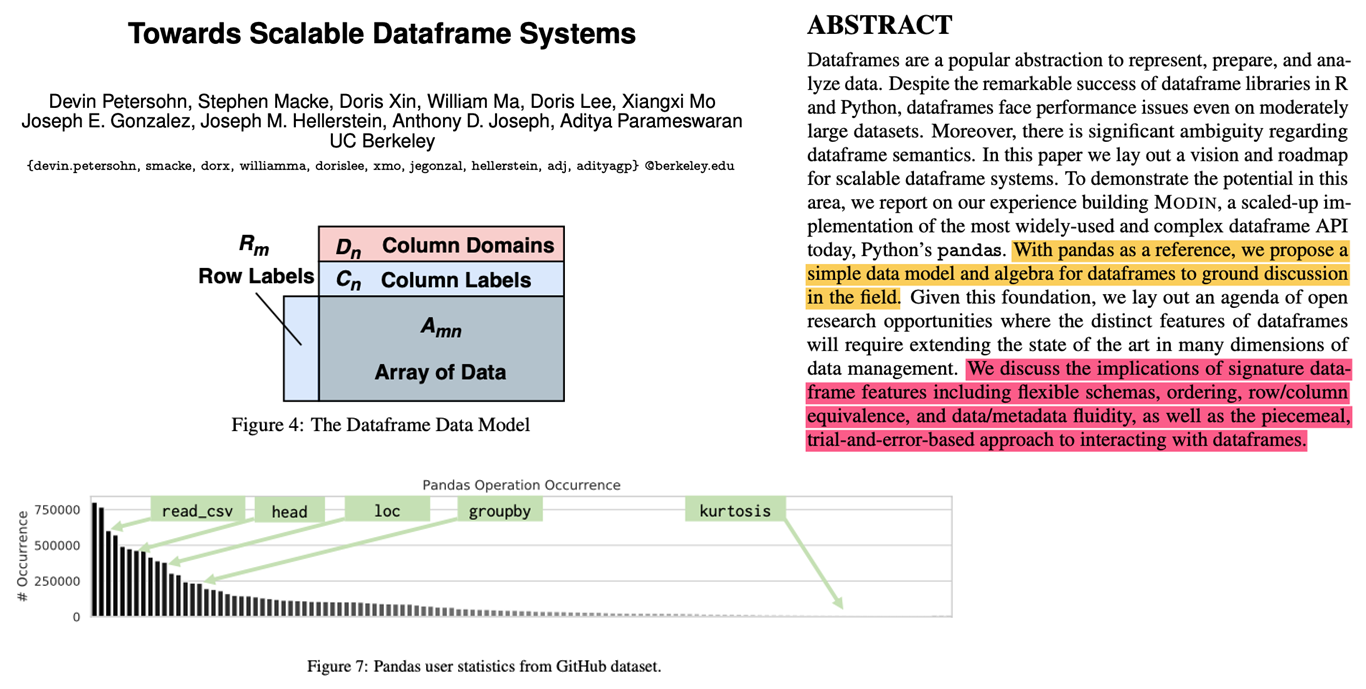 Towards Scalable Dataframe Systems
Devin Petersohn, Stephen Macke, Doris Xin, William Ma, Doris Lee, Xiangxi Mo
Joseph E. Gonzalez, Joseph M. Hellerstein, Anthony D. Joseph, Aditya Parameswaran
UC Berkeley
{devin.petersohn, smacke, dorx, williamma, dorislee, xmo, jegonzal, hellerstein, adj, adityagp} @berkeley.edu
Rm
Row Labels
Dn Column Domains
Cn Column Labels
Amn
Array of Data
Figure 4: The Dataframe Data Model
ABSTRACT
Dataframes are a popular abstraction to represent, prepare, and ana-
lyze data. Despite the remarkable success of dataframe libraries in R
and Python, dataframes face performance issues even on moderately
large datasets. Moreover, there is significant ambiguity regarding
dataframe semantics. In this paper we lay out a vision and roadmap
for scalable dataframe systems. To demonstrate the potential in this
area, we report on our experience building MODIN, a scaled-up im-
plementation of the most widely-used and complex dataframe API
today, Python's pandas. With pandas as a reference, we propose a
simple data model and algebra for dataframes to ground discussion
in the field. Given this foundation, we lay out an agenda of open
research opportunities where the distinct features of dataframes
will require extending the state of the art in many dimensions of
data management. We discuss the implications of signature data-
frame features including flexible schemas, ordering, row/column
equivalence, and data/metadata fluidity, as well as the piecemeal,
trial-and-error-based approach to interacting with dataframes.
Pandas Operation Occurrence
# Occurrence
750000
500000
250000
0
read_csv
head
loc
groupby
kurtosis
Figure 7: Pandas user statistics from GitHub dataset.